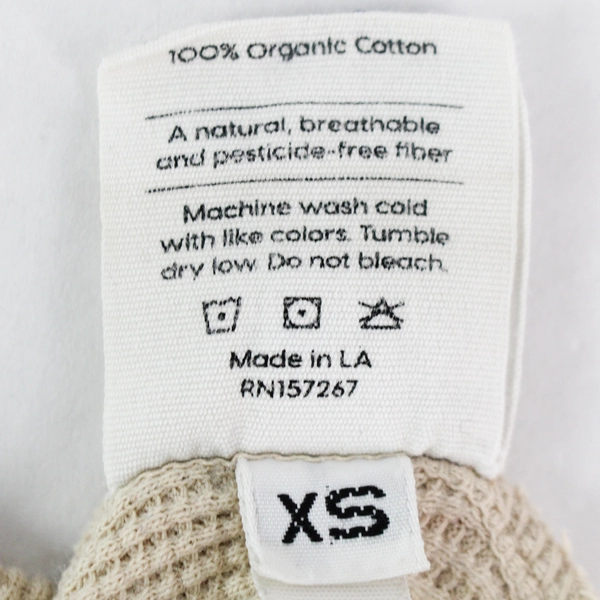 100% Organic Cotton
A natural, breathable
and pesticide-free fiber
Machine wash cold
with like colors. Tumble
dry low. Do not bleach.
Made in LA
RN157267
XS